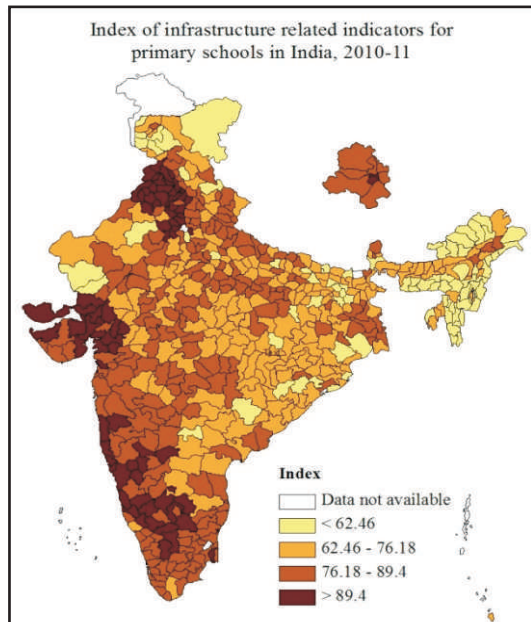 Index of infrastructure related indicators for
primary schools in India, 2010-11
Index
Data not available
< 62.46
62.46 - 76.18
76.18 - 89.4
> 89.4